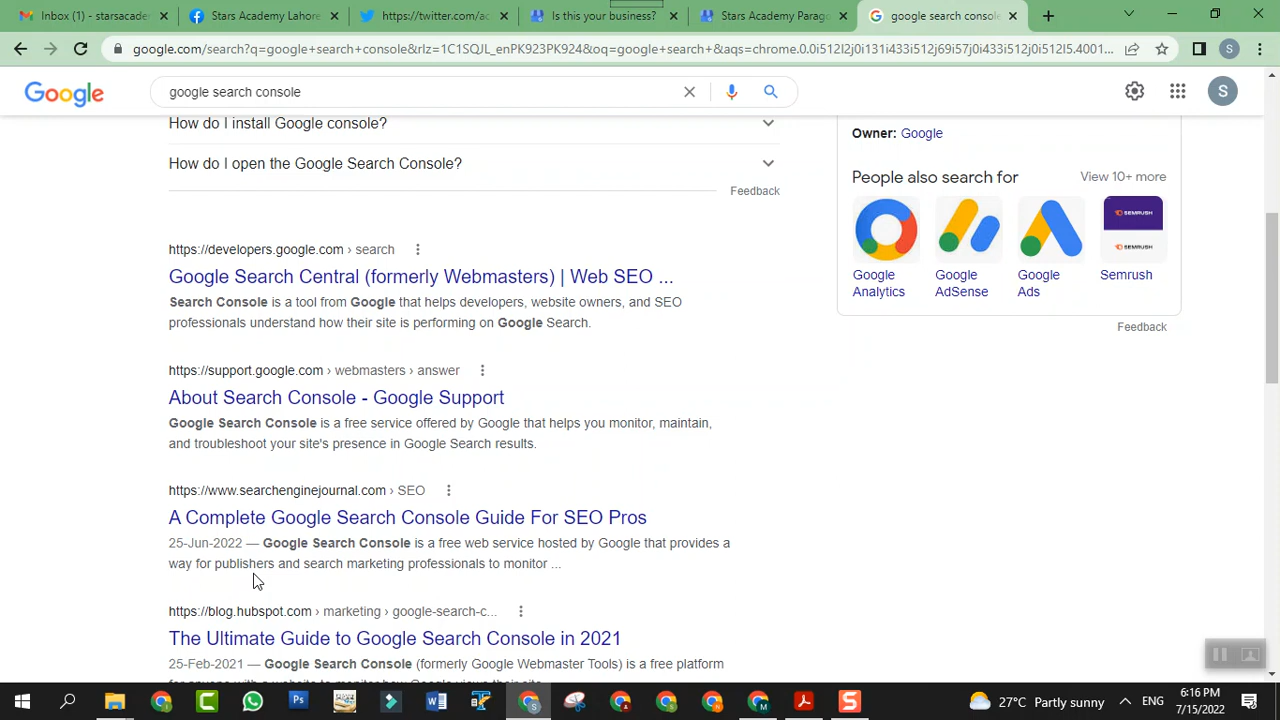 Inbox (1) - starsacade
Stars Academy Lahore
https://twitter.com/ac
Is this your business?
Stars Academy Parago
google search console
google.com/search?q=google+search+console&rlz=1C1SQJL_enPK923PK924&oq=google+search+&aqs=chrome.0.0i512l2j0i131i433i512j69i57j0i433i512j0i512l5.4001...
S
Google
google search console
S
How do I install Google console?
How do I open the Google Search Console?
Feedback
https://developers.google.com › search
Google Search Central (formerly Webmasters) | Web SEO ...
Search Console is a tool from Google that helps developers, website owners, and SEO
professionals understand how their site is performing on Google Search.
https://support.google.com › webmasters › answer
About Search Console - Google Support
Google Search Console is a free service offered by Google that helps you monitor, maintain,
and troubleshoot your site's presence in Google Search results.
https://www.searchenginejournal.com › SEO
A Complete Google Search Console Guide For SEO Pros
25-Jun-2022 — Google Search Console is a free web service hosted by Google that provides a
way for publishers and search marketing professionals to monitor ...
https://blog.hubspot.com › marketing › google-search-c...
The Ultimate Guide to Google Search Console in 2021
25-Feb-2021 — Google Search Console (formerly Google Webmaster Tools) is a free platform
Owner: Google
People also search for
View 10+ more
SEMRUSH
SEMRUSH
Google Analytics
Google AdSense
Google Ads
Semrush
Feedback
27°C Partly sunny
ENG
6:16 PM
7/15/2022